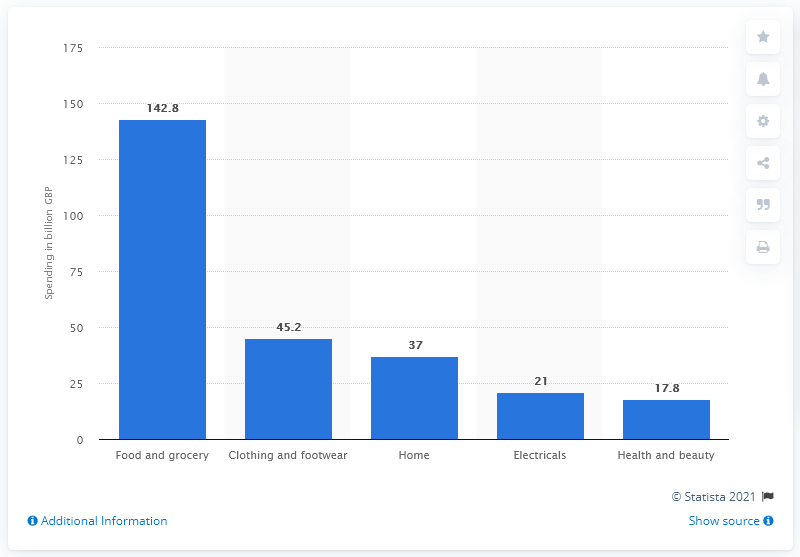 175
150
125
100
75
50
25
0
Spending in billion GBP
142.8
45.2
37
21
17.8
Food and grocery
Clothing and footwear
Home
Electricals
Health and beauty
© Statista 2021
Additional Information
Show source